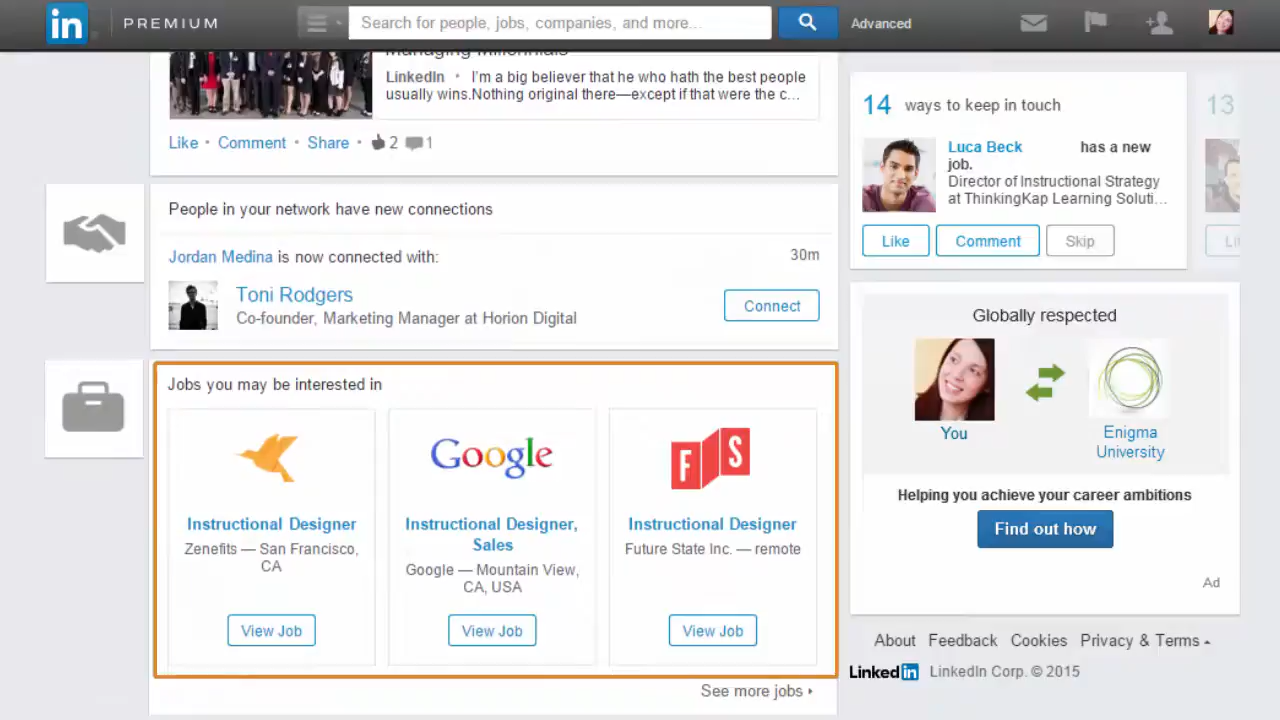 in PREMIUM
Search for people, jobs, companies, and more...
Advanced
Managing Millennials
LinkedIn • I'm a big believer that he who hath the best people
usually wins.Nothing original there—except if that were the c...
Like • Comment • Share • 2 1
People in your network have new connections
Jordan Medina is now connected with:
30m
Toni Rodgers
Co-founder, Marketing Manager at Horion Digital
Connect
Jobs you may be interested in
Instructional Designer
Zenefits — San Francisco,
CA
View Job
Google
Instructional Designer,
Sales
Google — Mountain View,
CA, USA
View Job
FS
Instructional Designer
Future State Inc. — remote
View Job
See more jobs
14 ways to keep in touch
Luca Beck has a new
job.
Director of Instructional Strategy
at ThinkingKap Learning Soluti...
Like
Comment
Skip
13
Globally respected
You
Enigma
University
Helping you achieve your career ambitions
Find out how
Ad
About Feedback Cookies Privacy & Terms
Linked in LinkedIn Corp. © 2015